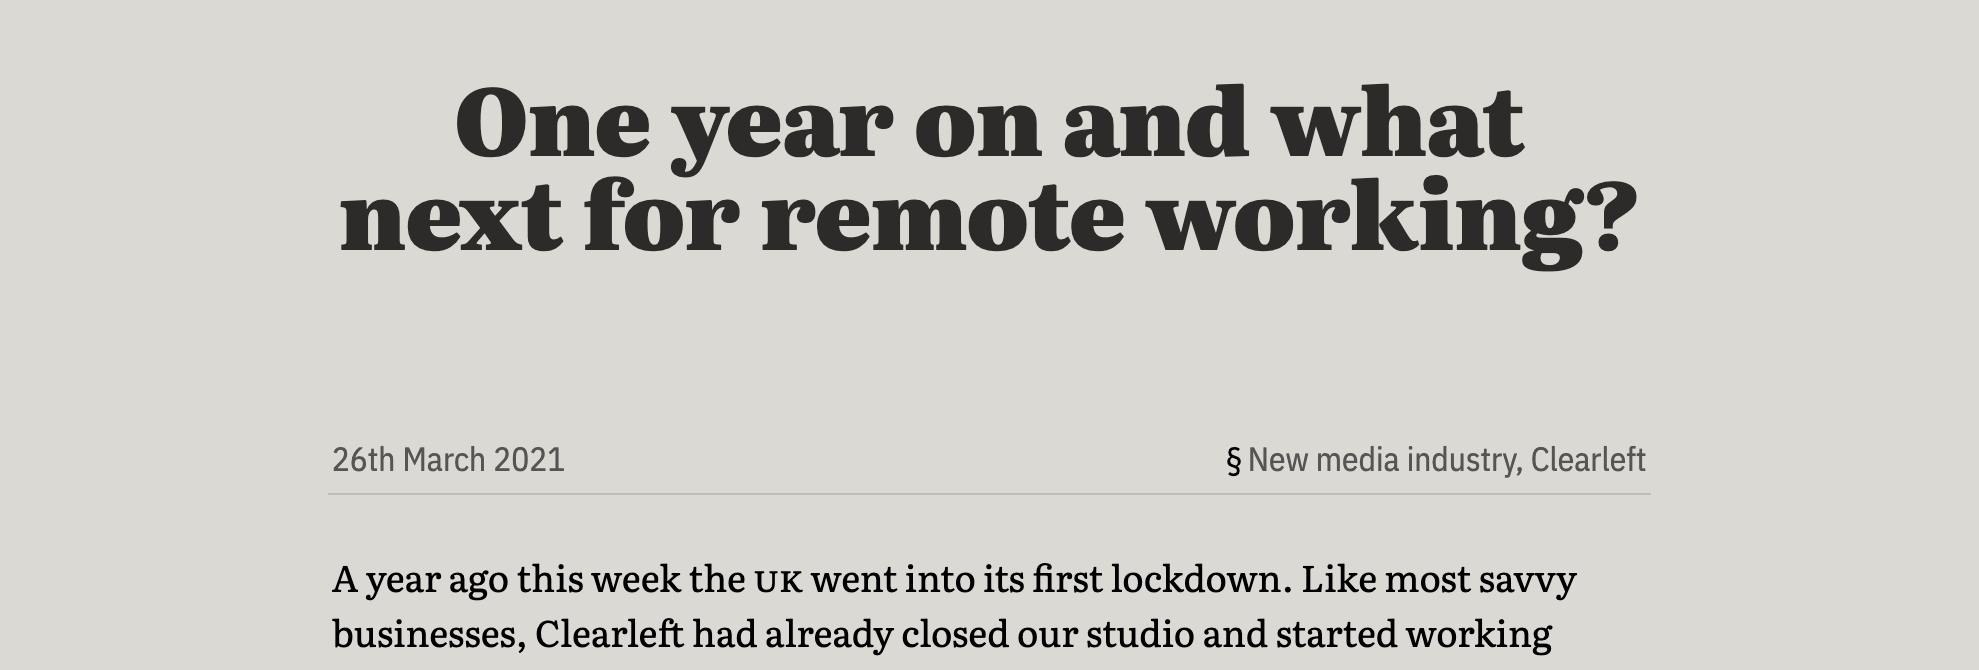 One year on and what
next for remote working?
26th March 2021
§ New media industry, Clearleft
A year ago this week the UK went into its first lockdown. Like most savvy
businesses, Clearleft had already closed our studio and started working